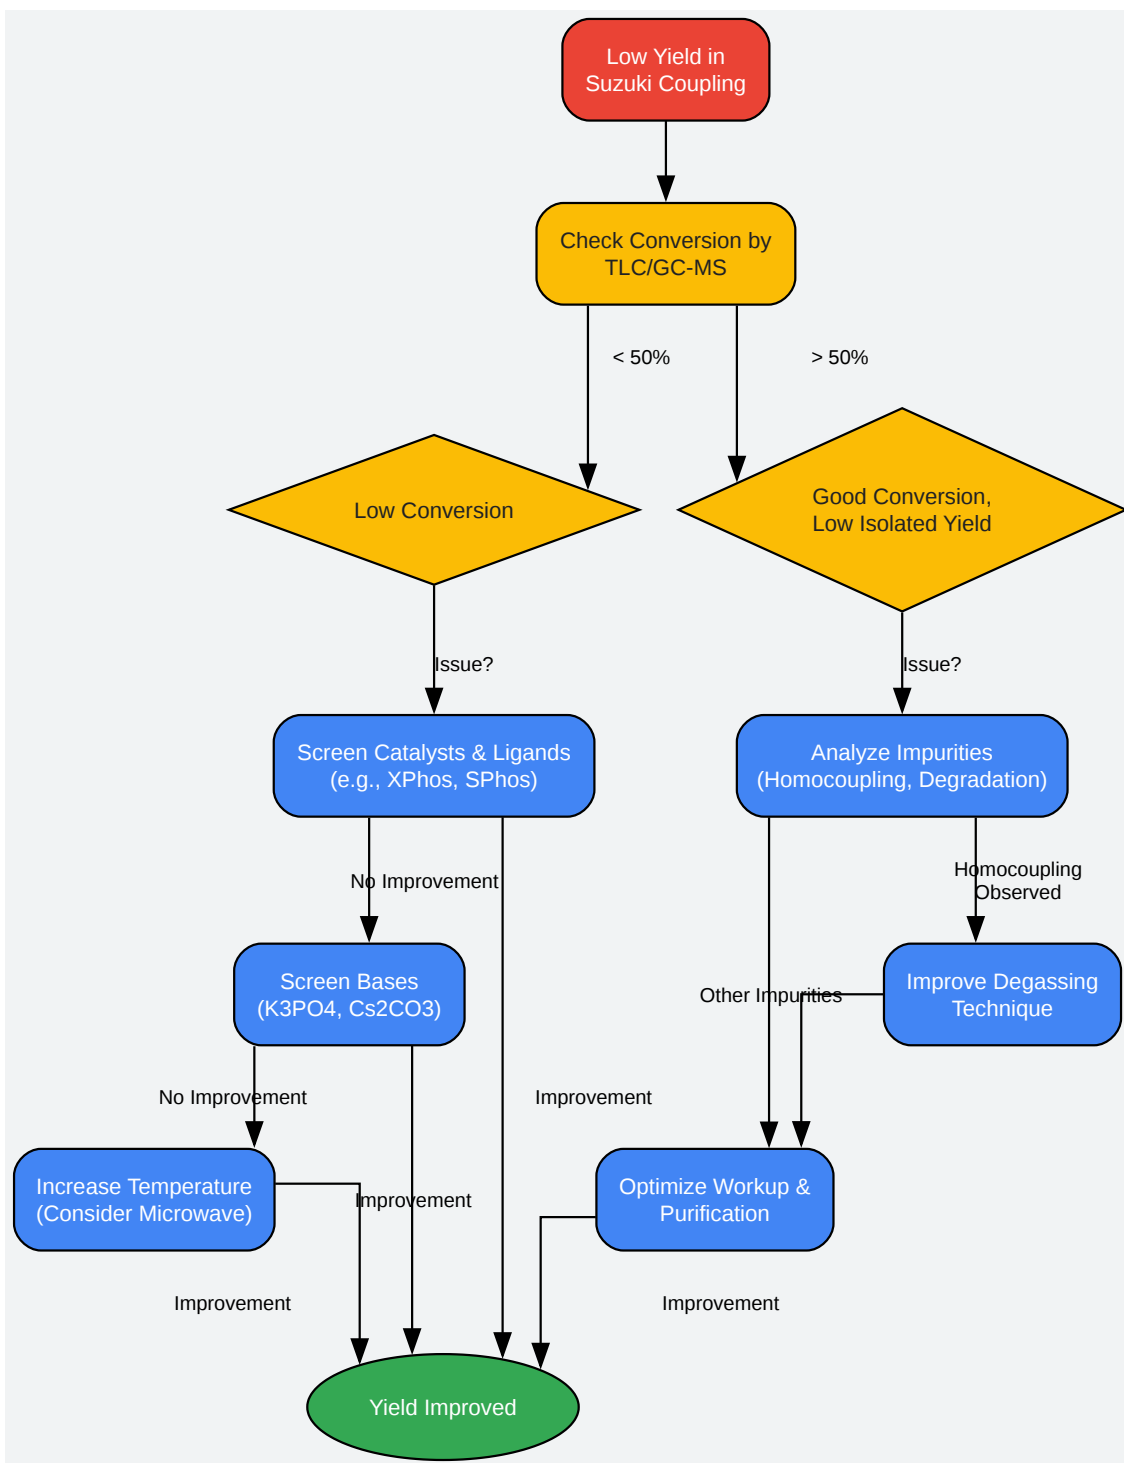 Low Yield in
Suzuki Coupling
Check Conversion by
TLC/GC-MS
< 50%
> 50%
Low Conversion
Good Conversion,
Low Isolated Yield
Issue?
Issue?
Screen Catalysts & Ligands
(e.g., XPhos, SPhos)
Analyze Impurities
(Homocoupling, Degradation)
No Improvement
Homocoupling
Observed
Screen Bases
(K3PO4, Cs2CO3)
Other Impurities
Improve Degassing
Technique
No Improvement
Improvement
Increase Temperature
(Consider Microwave)
Improvement
Optimize Workup &
Purification
Improvement
Improvement
Yield Improved